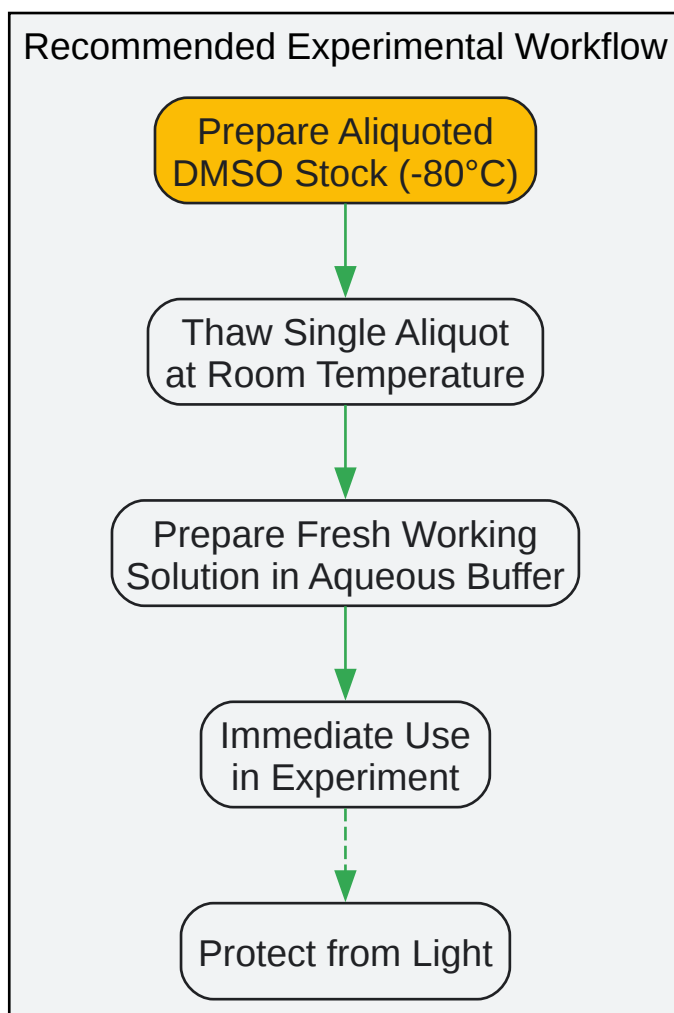 Recommended Experimental Workflow
Prepare Aliquoted
DMSO Stock (-80°C)
Thaw Single Aliquot
at Room Temperature
Prepare Fresh Working
Solution in Aqueous Buffer
Immediate Use
in Experiment
Protect from Light